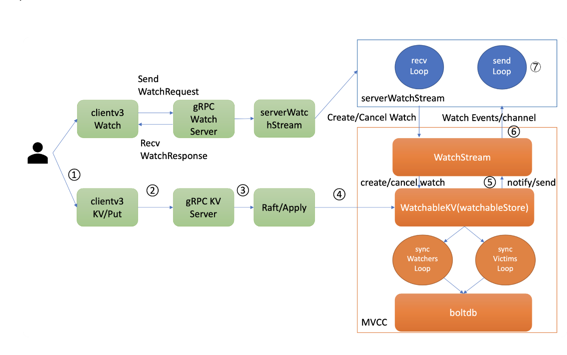 Send
WatchRequest
clientv3
Watch
gRPC
Watch
Server
serverWatc
hStream
Recv
WatchResponse
recv
Loop
send
Loop
⑦
serverWatchStream
Create/Cancel Watch
Watch Events/channel
⑥
WatchStream
create/cancel,watch
⑤
notify/send
①
clientv3
KV/Put
②
gRPC KV
Server
③
Raft/Apply
④
WatchableKV(watchableStore)
sync
Watchers
Loop
sync
Victims
Loop
boltdb
MVCC